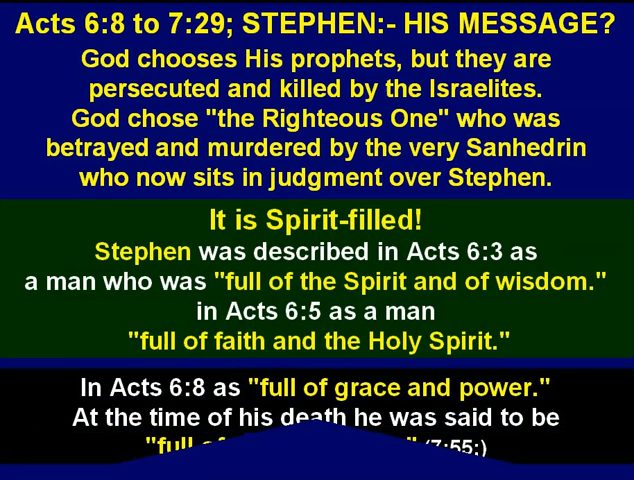 Acts 6:8 to 7:29; STEPHEN:- HIS MESSAGE?
God chooses His prophets, but they are
persecuted and killed by the Israelites.
God chose "the Righteous One" who was
betrayed and murdered by the very Sanhedrin
who now sits in judgment over Stephen.
It is Spirit-filled!
Stephen was described in Acts 6:3 as
a man who was "full of the Spirit and of wisdom."
in Acts 6:5 as a man
"full of faith and the Holy Spirit."
In Acts 6:8 as "full of grace and power."
At the time of his death he was said to be
"full of " (7:55;)